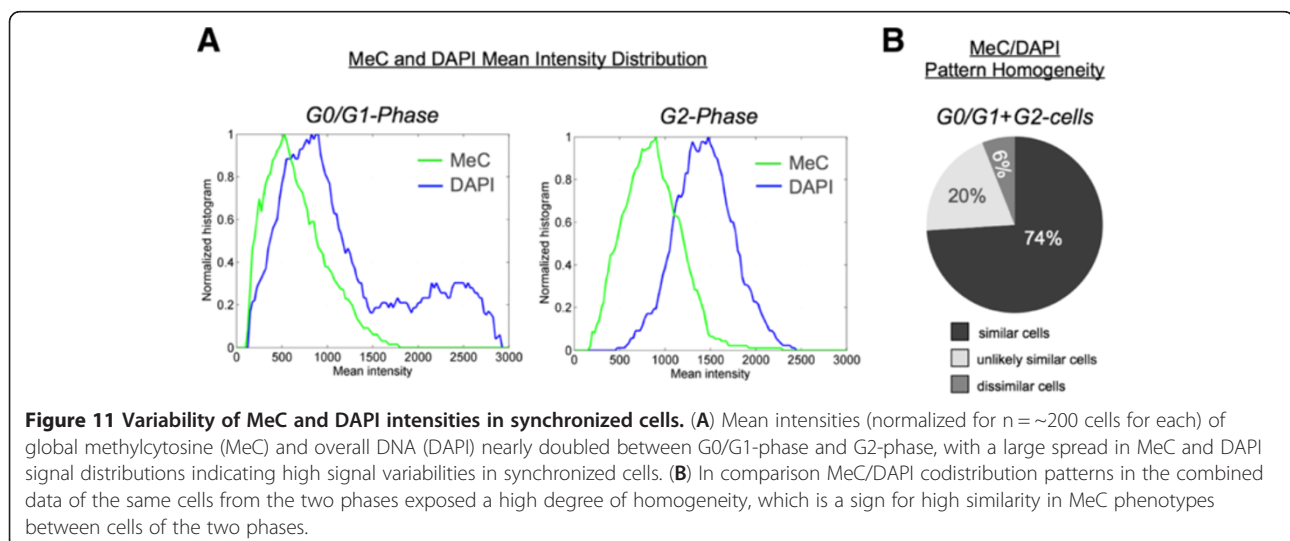 A
MeC and DAPI Mean Intensity Distribution
G0/G1-Phase
Normalized histogram
1
0.8
0.6
0.4
0.2
0
0 500 1000 1500 2000 2500 3000
Mean intensity
MeC
DAPI
G2-Phase
Normalized histogram
1
0.8
0.6
0.4
0.2
0
0 500 1000 1500 2000 2500 3000
Mean intensity
MeC
DAPI
B
MeC/DAPI
Pattern Homogeneity
G0/G1+G2-cells
6%
20%
74%
similar cells
unlikely similar cells
dissimilar cells
Figure 11 Variability of MeC and DAPI intensities in synchronized cells. (A) Mean intensities (normalized for n = ~200 cells for each) of
global methylcytosine (MeC) and overall DNA (DAPI) nearly doubled between G0/G1-phase and G2-phase, with a large spread in MeC and DAPI
signal distributions indicating high signal variabilities in synchronized cells. (B) In comparison MeC/DAPI codistribution patterns in the combined
data of the same cells from the two phases exposed a high degree of homogeneity, which is a sign for high similarity in MeC phenotypes
between cells of the two phases.